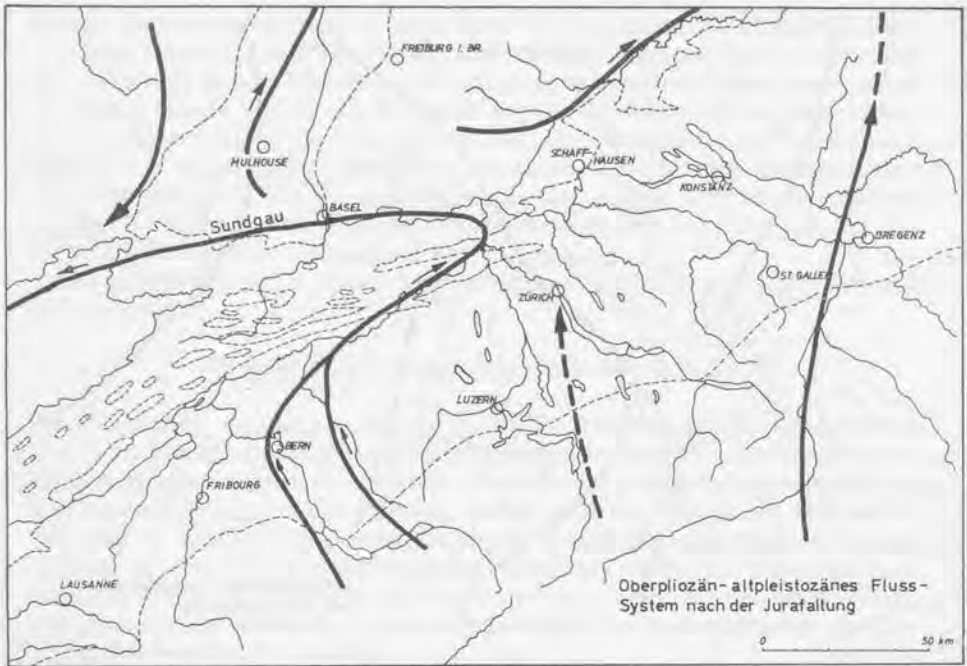 FREIBURG I. BR.
MULHOUSE
SCHAFF-
HAUSEN
KONSTANZ
BASEL
Sundgau
BREGENZ
ST. GALLEN
ZÜRICH
LUZERN
BERN
FRIBOURG
LAUSANNE
Oberpliozän-altpleistozänes Fluss-
System nach der Jurafaltung
0 50 km